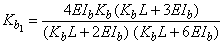 K_{b_1} = \frac{4EI_b K_b (K_b L + 3EI_b)}{(K_b L + 2EI_b)(K_b L + 6EI_b)}